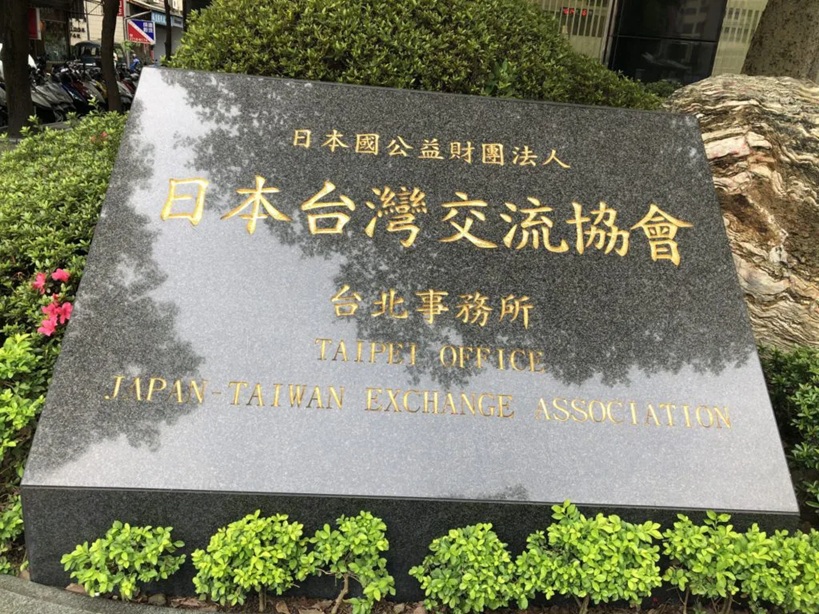 日本國公益財團法人
日本台灣交流協會
台北事務所
TAIPEI OFFICE
JAPAN-TAIWAN EXCHANGE ASSOCIATION